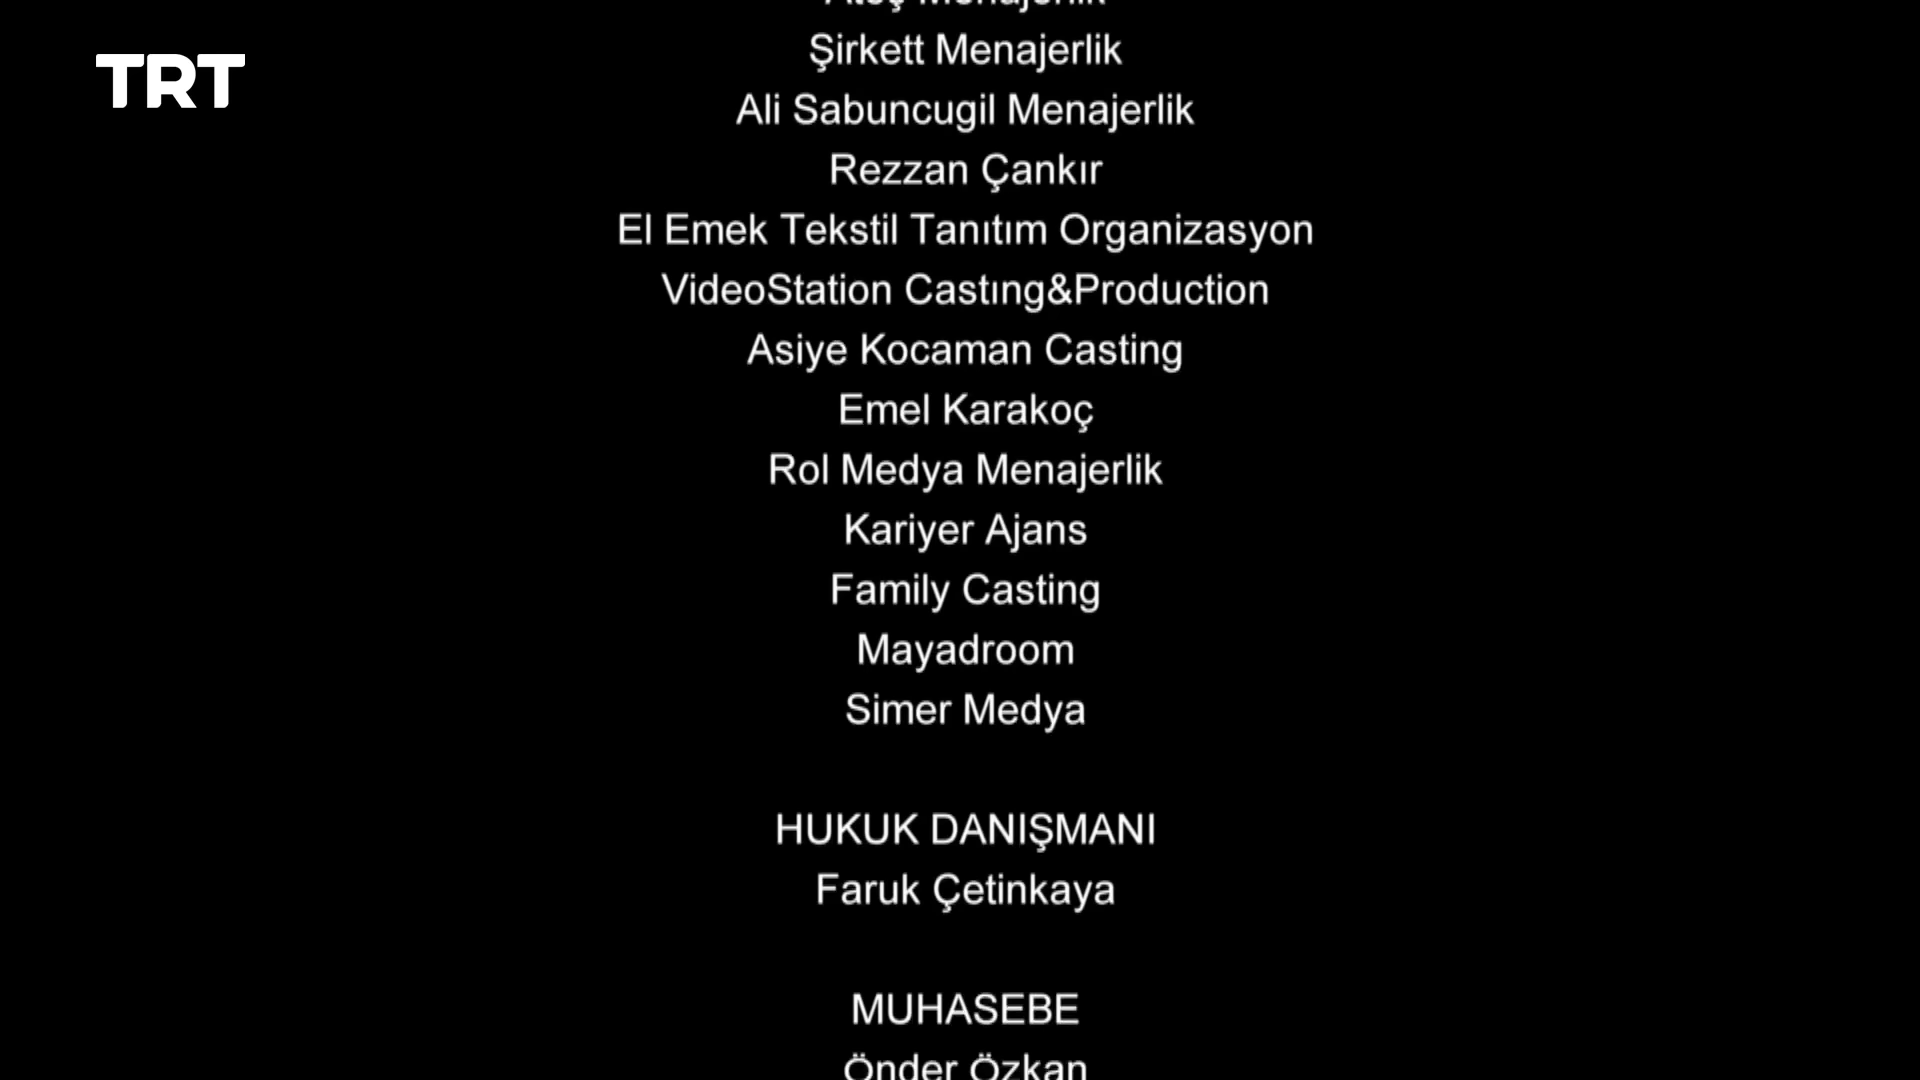 TRT
Menajerlik
Şirkett Menajerlik
Ali Sabuncugil Menajerlik
Rezzan Çankır
El Emek Tekstil Tanıtım Organizasyon
VideoStation Castıng&Production
Asiye Kocaman Casting
Emel Karakoç
Rol Medya Menajerlik
Kariyer Ajans
Family Casting
Mayadroom
Simer Medya
HUKUK DANIŞMANI
Faruk Çetinkaya
MUHASEBE
Önder Özkan